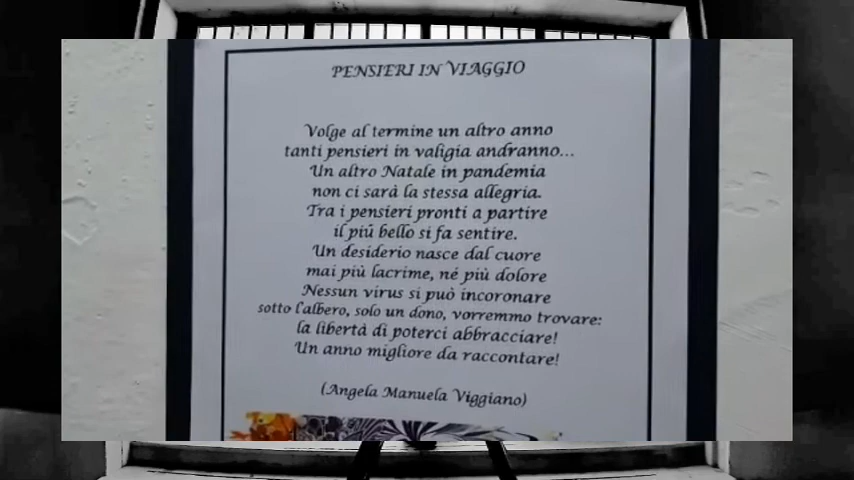 PENSIERI IN VIAGGIO
Volge al termine un altro anno
tanti pensieri in valigia andranno...
Un altro Natale in pandemia
non ci sarà la stessa allegria.
Tra i pensieri pronti a partire
il piú bello si fa sentire.
Un desiderio nasce dal cuore
mai più lacrime, né più dolore
Nessun virus si può incoronare
sotto l'albero, solo un dono, vorremmo trovare:
la libertà di poterci abbracciare!
Un anno migliore da raccontare!
(Angela Manuela Viggiano)